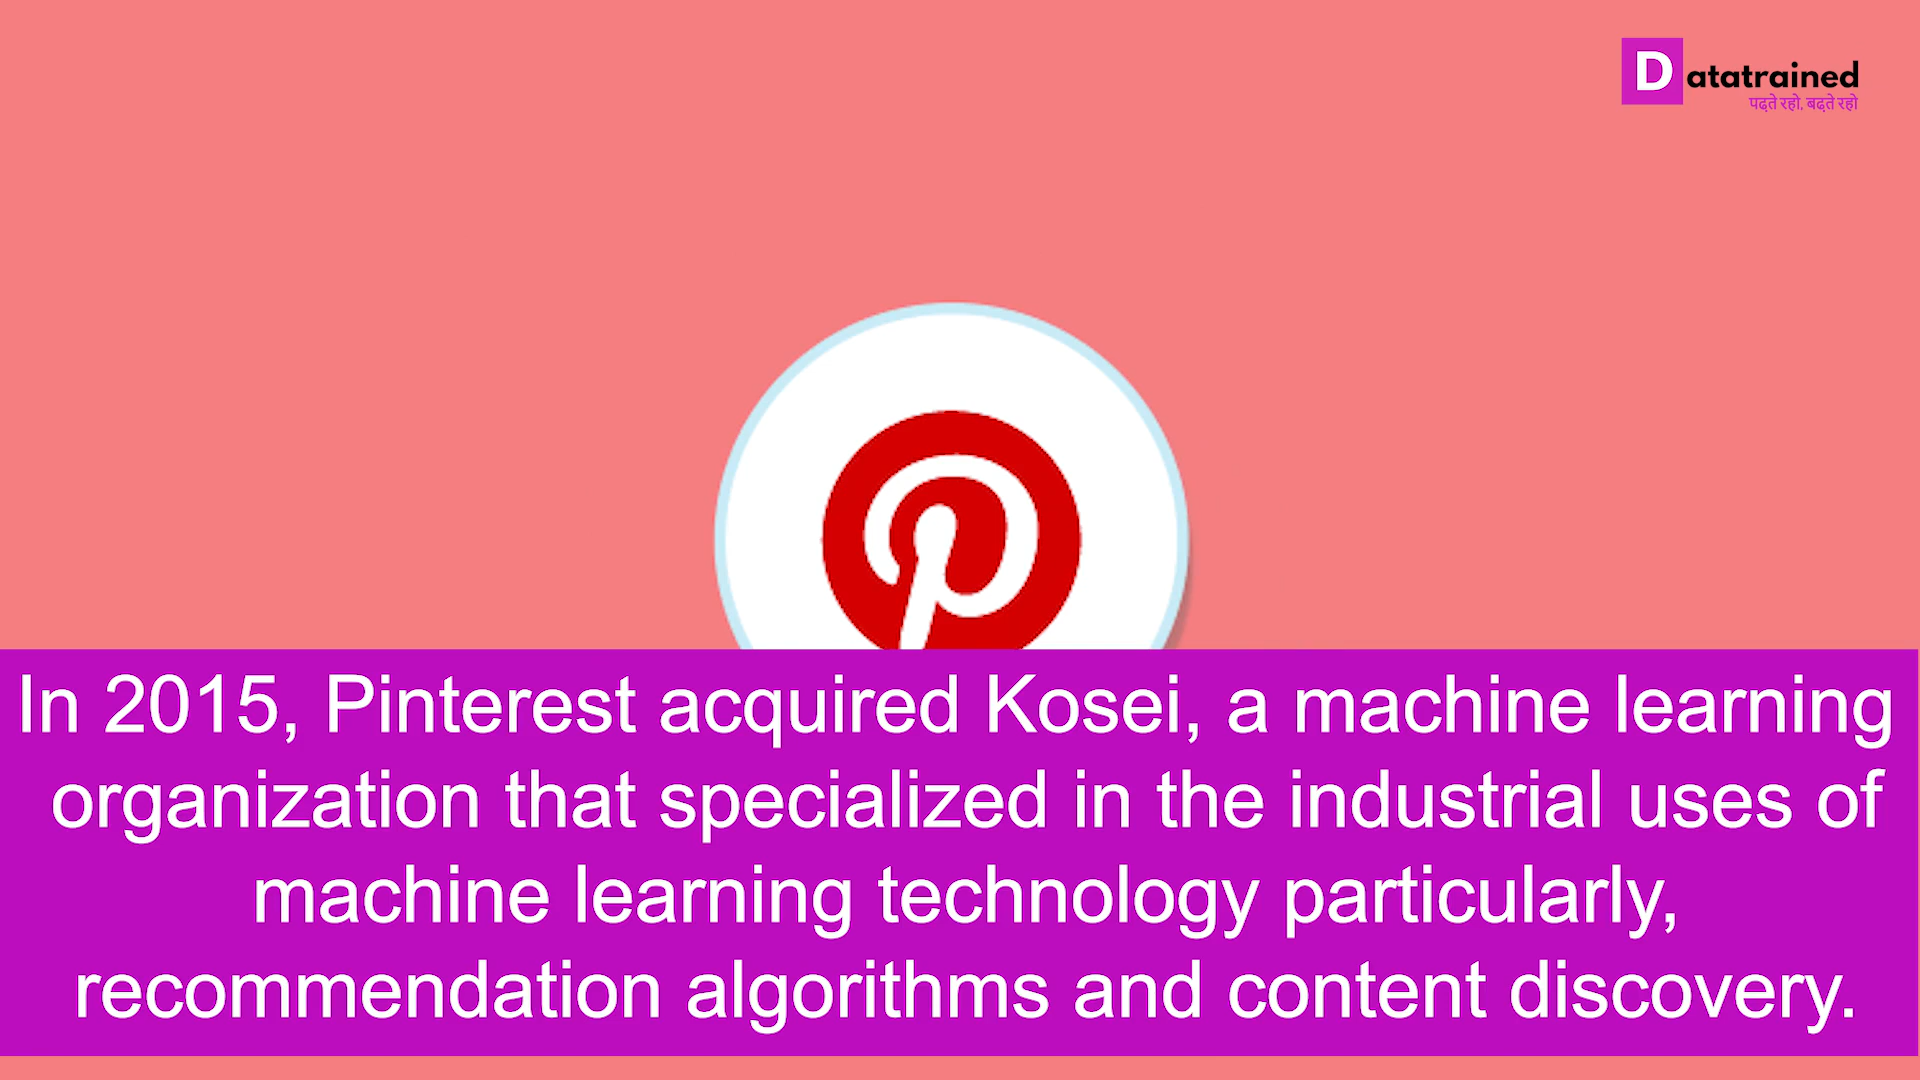 Datatrained
पढ़ते रहो, बढ़ते रहो
In 2015, Pinterest acquired Kosei, a machine learning
organization that specialized in the industrial uses of
machine learning technology particularly,
recommendation algorithms and content discovery.